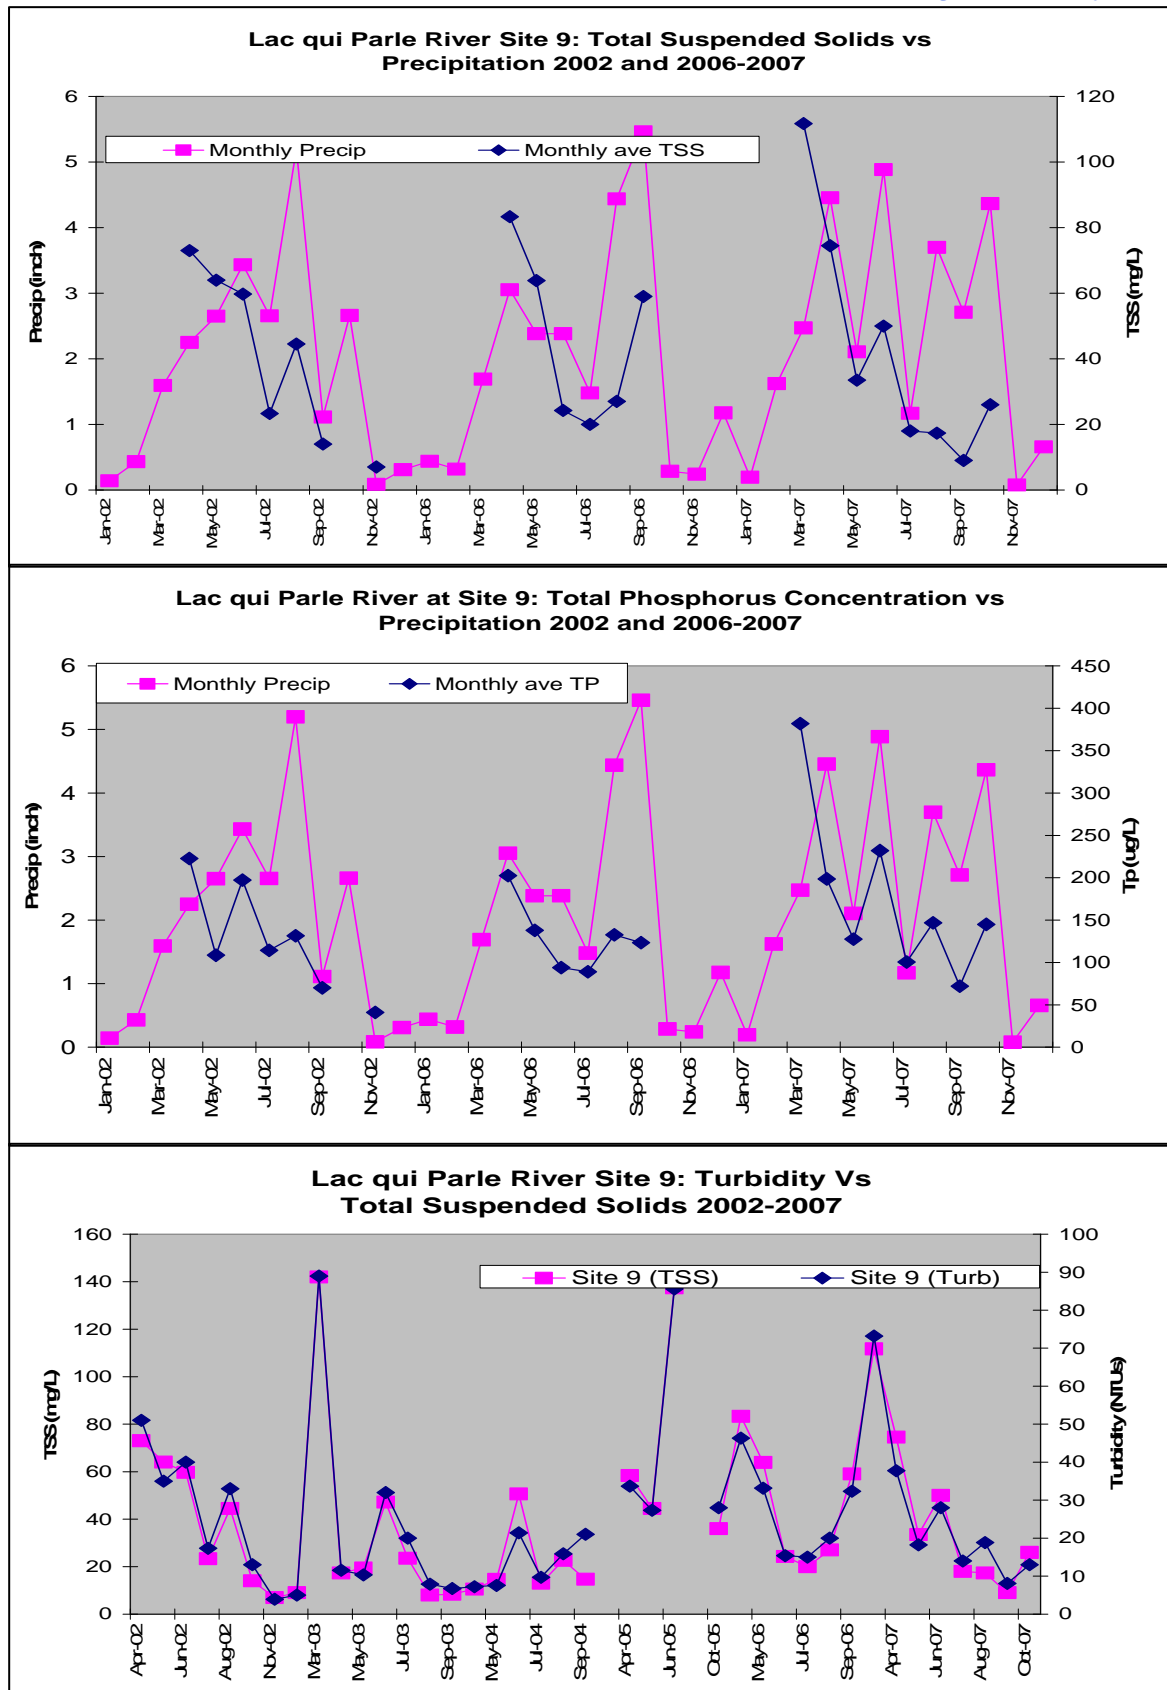 Lac qui Parle River Site 9: Total Suspended Solids vs
Precipitation 2002 and 2006-2007
6
5
4
3
2
1
0
Precip (inch)
Monthly Precip
Monthly ave TSS
120
100
80
60
40
20
0
TSS (mg/L)
Jan-02
Mar-02
May-02
Jul-02
Sep-02
Nov-02
Jan-06
Mar-06
May-06
Jul-06
Sep-06
Nov-06
Jan-07
Mar-07
May-07
Jul-07
Sep-07
Nov-07
Lac qui Parle River at Site 9: Total Phosphorus Concentration vs
Precipitation 2002 and 2006-2007
6
5
4
3
2
1
0
Precip (inch)
Monthly Precip
Monthly ave TP
450
400
350
300
250
200
150
100
50
0
Tp (ug/L)
Jan-02
Mar-02
May-02
Jul-02
Sep-02
Nov-02
Jan-06
Mar-06
May-06
Jul-06
Sep-06
Nov-06
Jan-07
Mar-07
May-07
Jul-07
Sep-07
Nov-07
Lac qui Parle River Site 9: Turbidity Vs
Total Suspended Solids 2002-2007
160
140
120
100
80
60
40
20
0
TSS (mg/L)
Site 9 (TSS)
Site 9 (Turb)
100
90
80
70
60
50
40
30
20
10
0
Turbidity (NTUs)
Apr-02
Jun-02
Aug-02
Nov-02
Mar-03
May-03
Jul-03
Sep-03
May-04
Jul-04
Sep-04
Apr-05
Jun-05
Oct-05
May-06
Jul-06
Sep-06
Apr-07
Jun-07
Aug-07
Oct-07